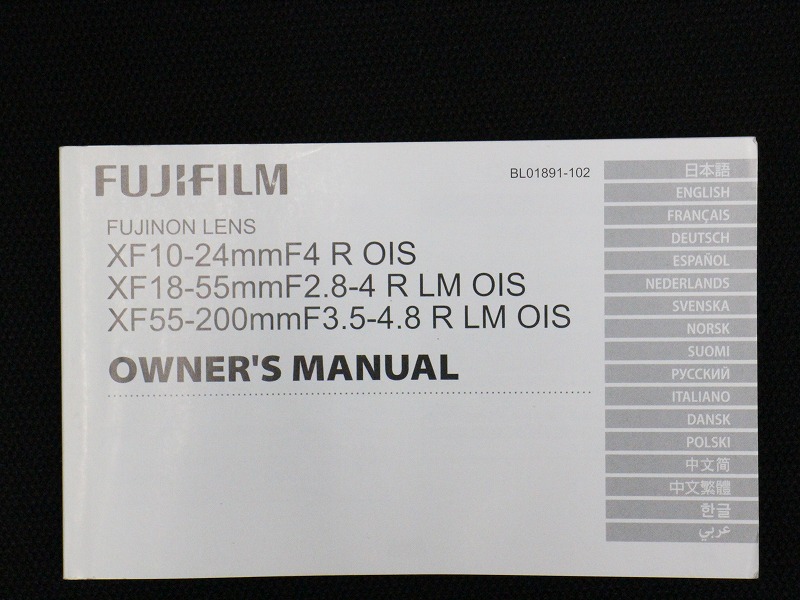 FUJIFILM
BL01891-102
FUJINON LENS
XF10-24mmF4 R OIS
XF18-55mmF2.8-4 R LM OIS
XF55-200mmF3.5-4.8 R LM OIS
OWNER'S MANUAL
日本語
ENGLISH
FRANÇAIS
DEUTSCH
ESPAÑOL
NEDERLANDS
SVENSKA
NORSK
SUOMI
РУССКИЙ
ITALIANO
DANSK
POLSKI
中文简
中文繁體
한글
عربي